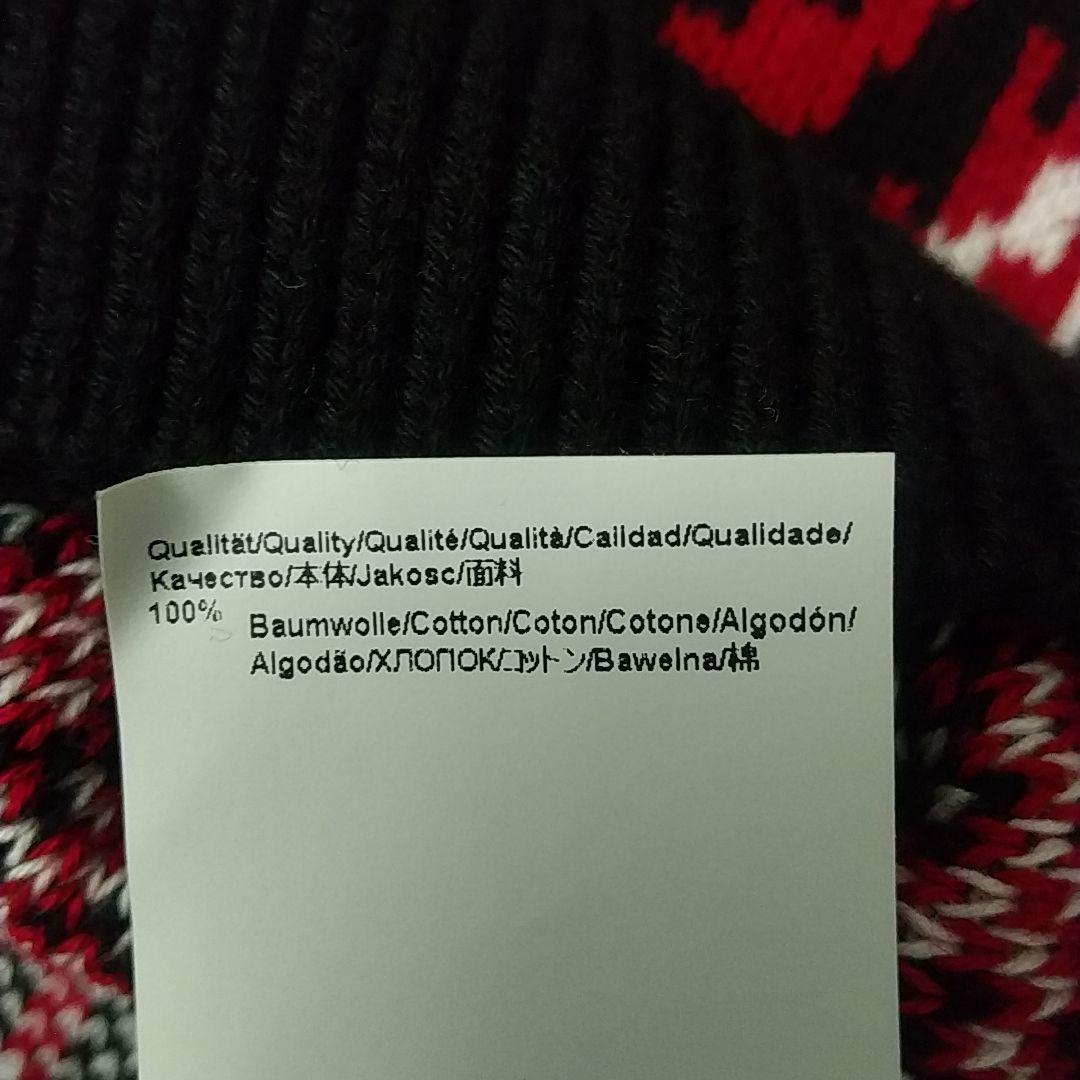 Qualität/Quality/Qualité/Qualità/Calidad/Qualidade/
Качество/本体/Jakosc/面料
100% Baumwolle/Cotton/Coton/Cotone/Algodón/
Algodão/ХЛОПОК/コットン/Bawelna/棉